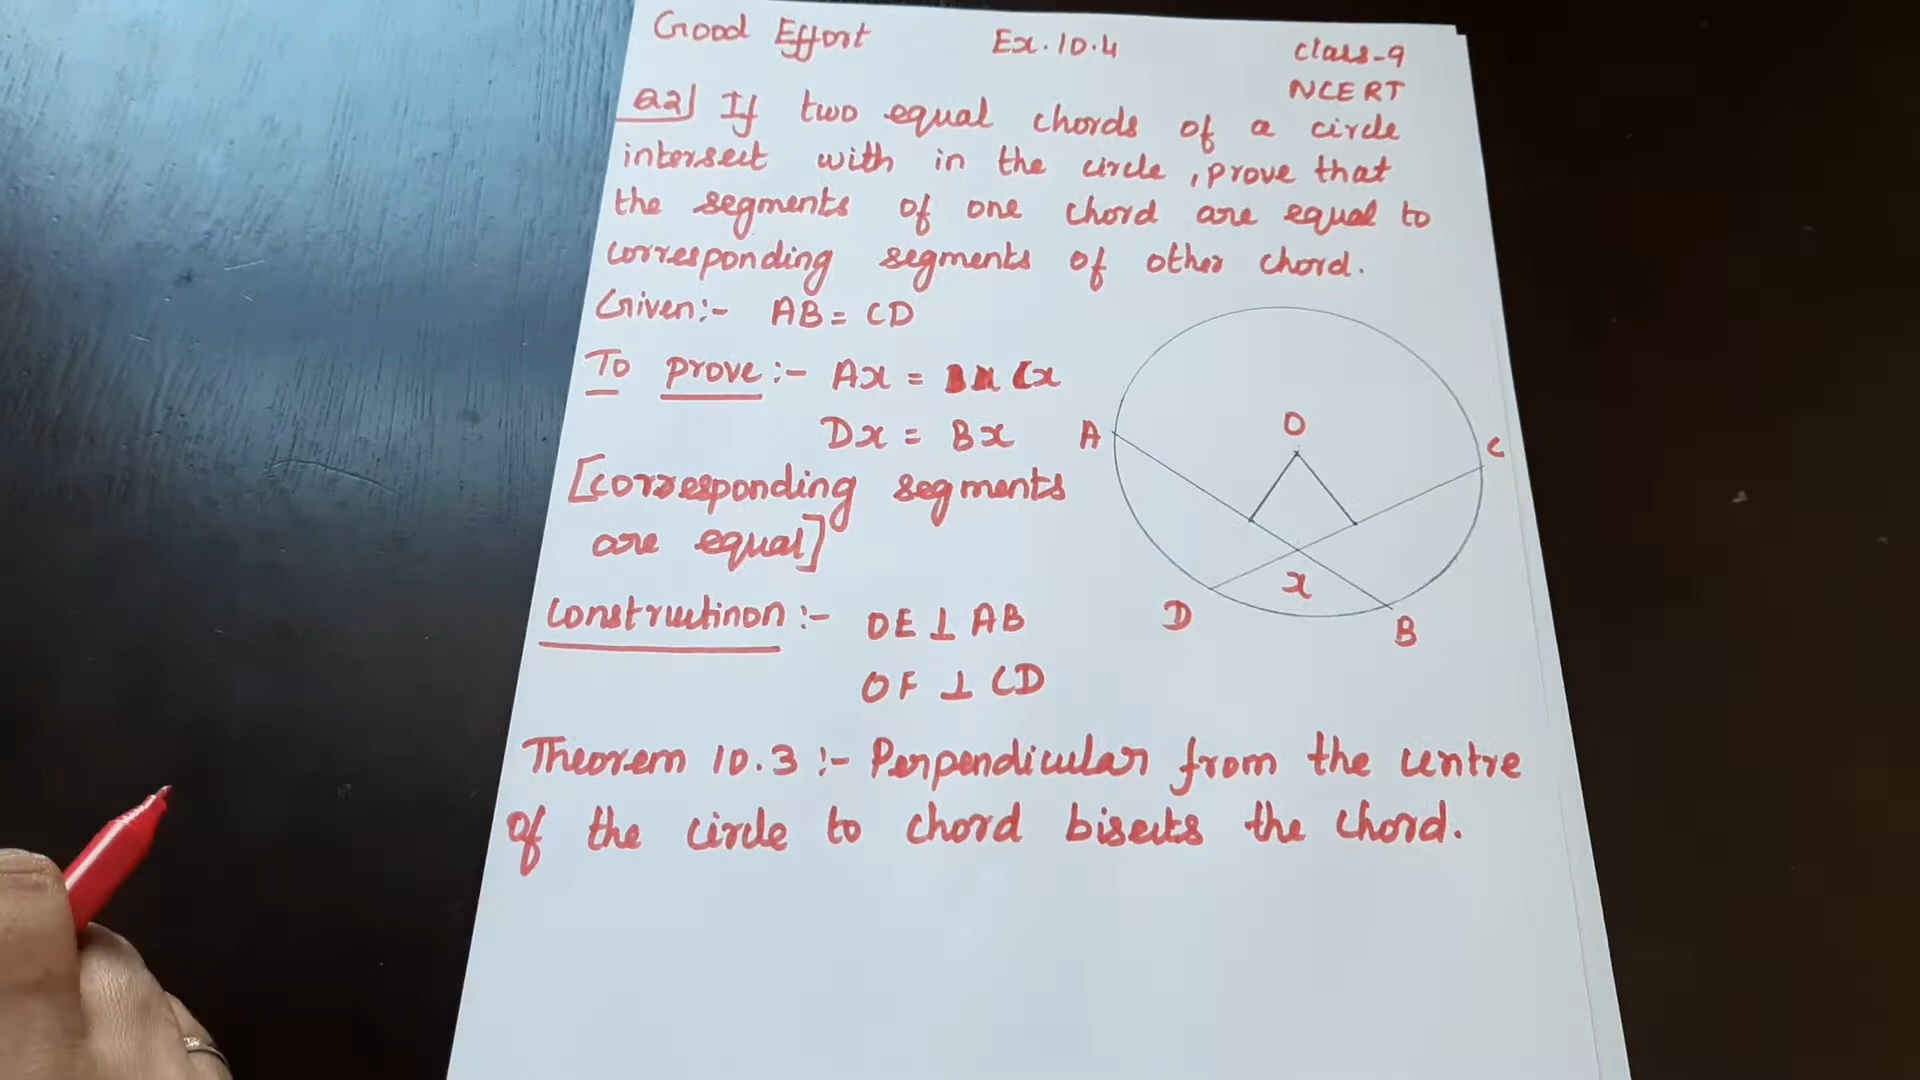 Good Effort Ex.10.4 Class-9
NCERT
Q2) If two equal chords of a circle
intersect with in the circle, prove that
the segments of one chord are equal to
corresponding segments of other chord.
Given:- AB = CD
To prove :- Ax = Cx
Dx = Bx
[corresponding segments
are equal]
Constructinon :- OE ⊥ AB
OF ⊥ CD
A
O
C
D
x
B
Theorem 10.3 :- Perpendicular from the centre
of the circle to chord bisects the chord.